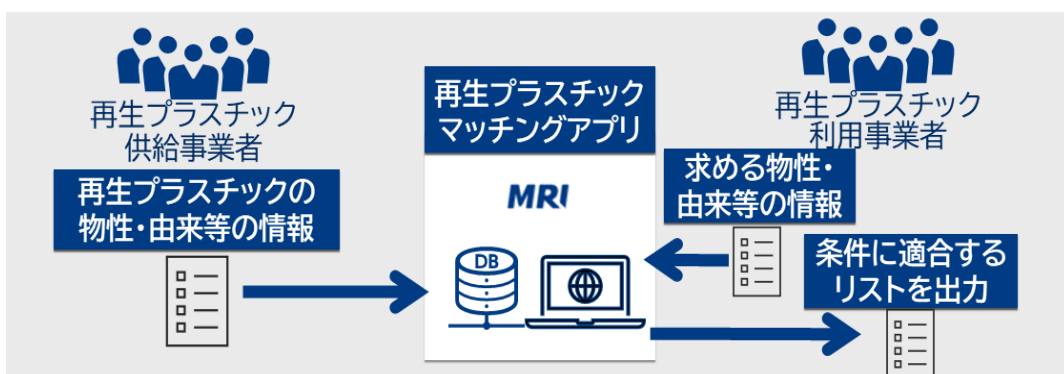 再生プラスチック
供給事業者
再生プラスチックの
物性・由来等の情報
再生プラスチック
マッチングアプリ
MRI
DB
再生プラスチック
利用事業者
求める物性・
由来等の情報
条件に適合する
リストを出力